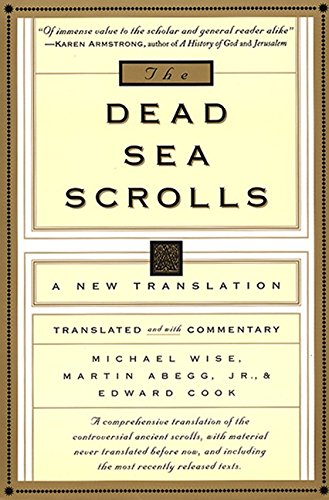 "Of immense value to the scholar and general reader alike"
—KAREN ARMSTRONG, author of A History of God and Jerusalem
The
DEAD
SEA
SCROLLS
A
A NEW TRANSLATION
TRANSLATED and with COMMENTARY
MICHAEL WISE,
MARTIN ABEGG, JR., &
EDWARD COOK
A comprehensive translation of the
controversial ancient scrolls, with material
never translated before now, and including
the most recently released texts.